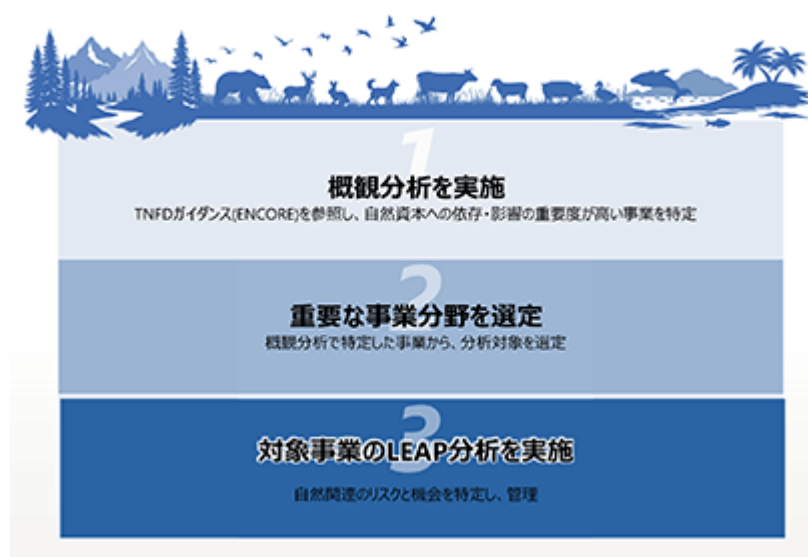 1
概観分析を実施
TNFDガイダンス(ENCORE)を参照し、自然資本への依存・影響の重要度が高い事業を特定
2
重要な事業分野を選定
概観分析で特定した事業から、分析対象を選定
3
対象事業のLEAP分析を実施
自然関連のリスクと機会を特定し、管理